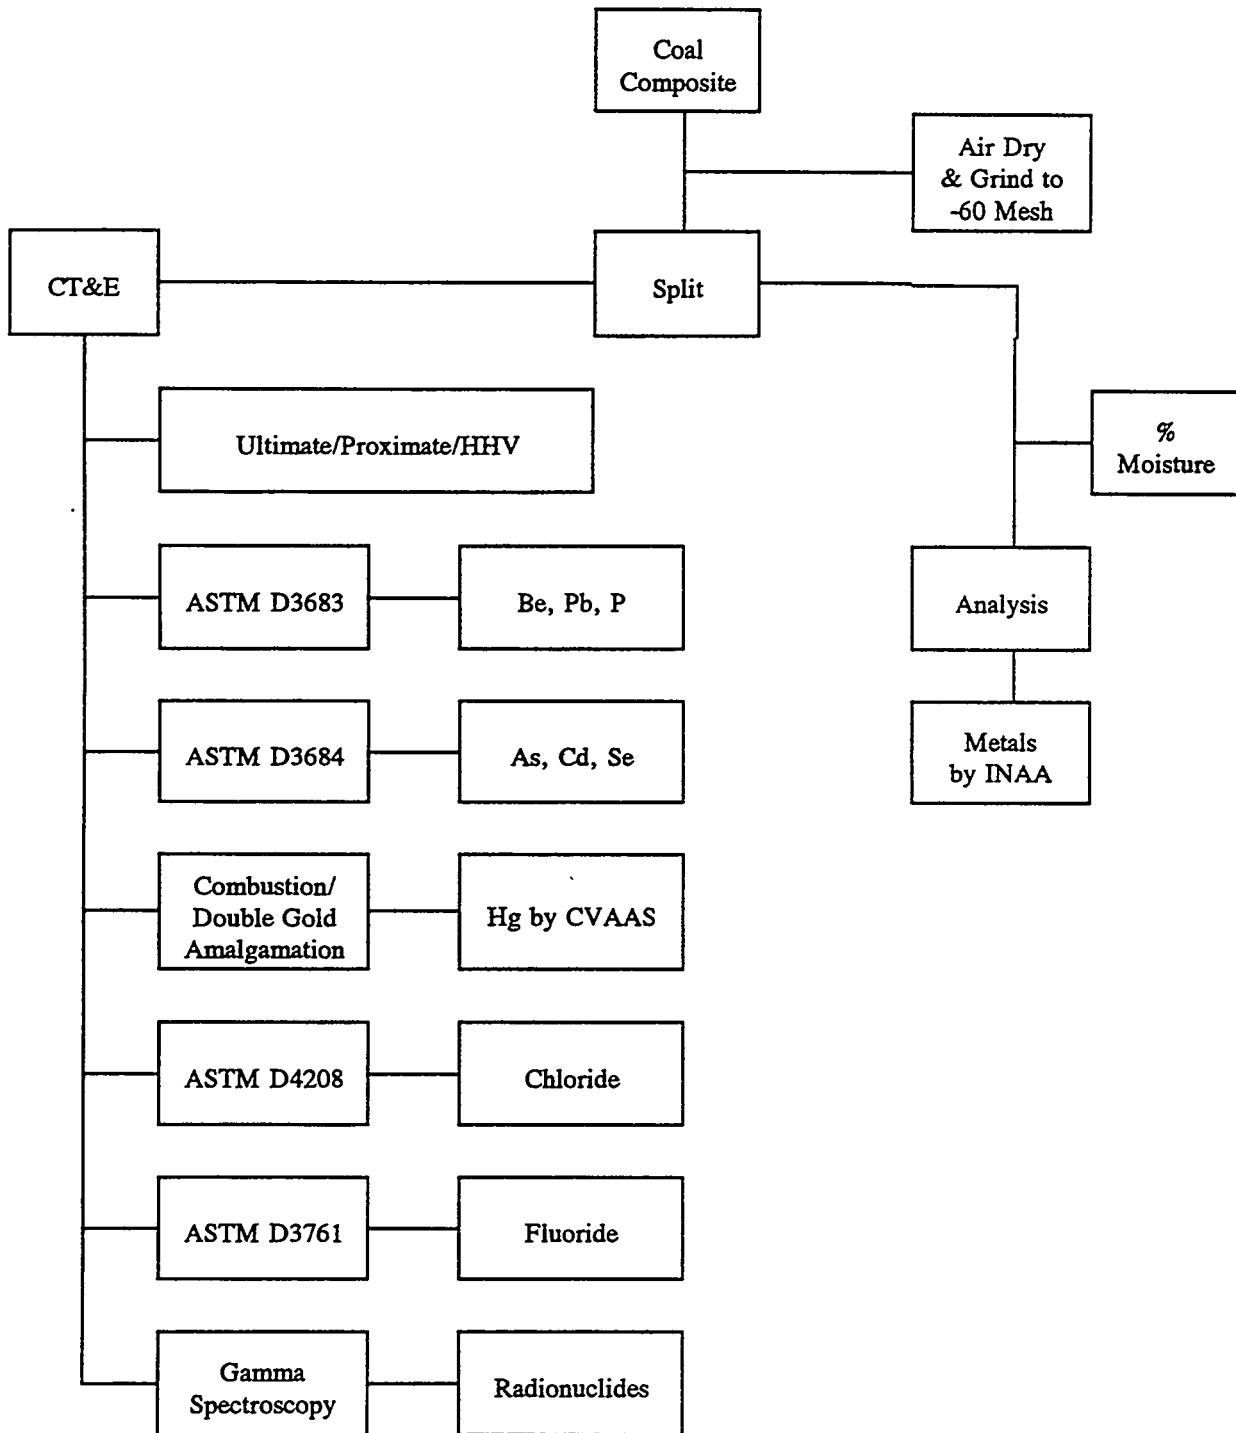 Coal
Composite
Air Dry
& Grind to
-60 Mesh
CT&E
Split
Ultimate/Proximate/HHV
%
Moisture
ASTM D3683
Be, Pb, P
Analysis
ASTM D3684
As, Cd, Se
Metals
by INAA
Combustion/
Double Gold
Amalgamation
Hg by CVAAS
ASTM D4208
Chloride
ASTM D3761
Fluoride
Gamma
Spectroscopy
Radionuclides